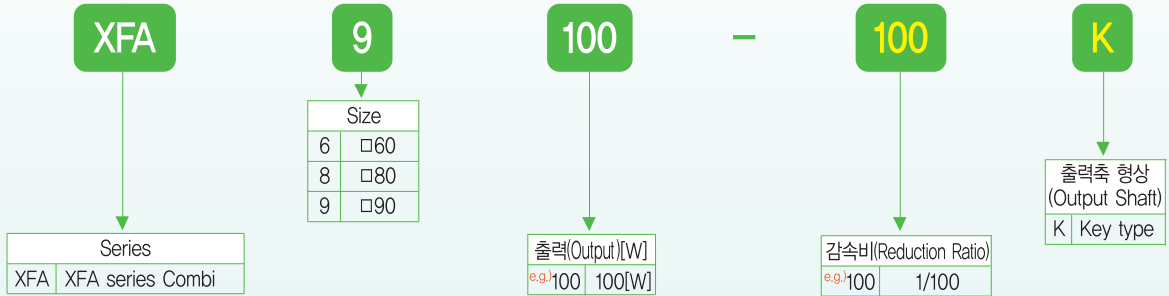 XFA 9 100 - 100 K
Size
6 □60
8 □80
9 □90
출력축 형상
(Output Shaft)
K Key type
Series
XFA XFA series Combi
출력(Output)[W]
e.g.)100 100[W]
감속비(Reduction Ratio)
e.g.)100 1/100